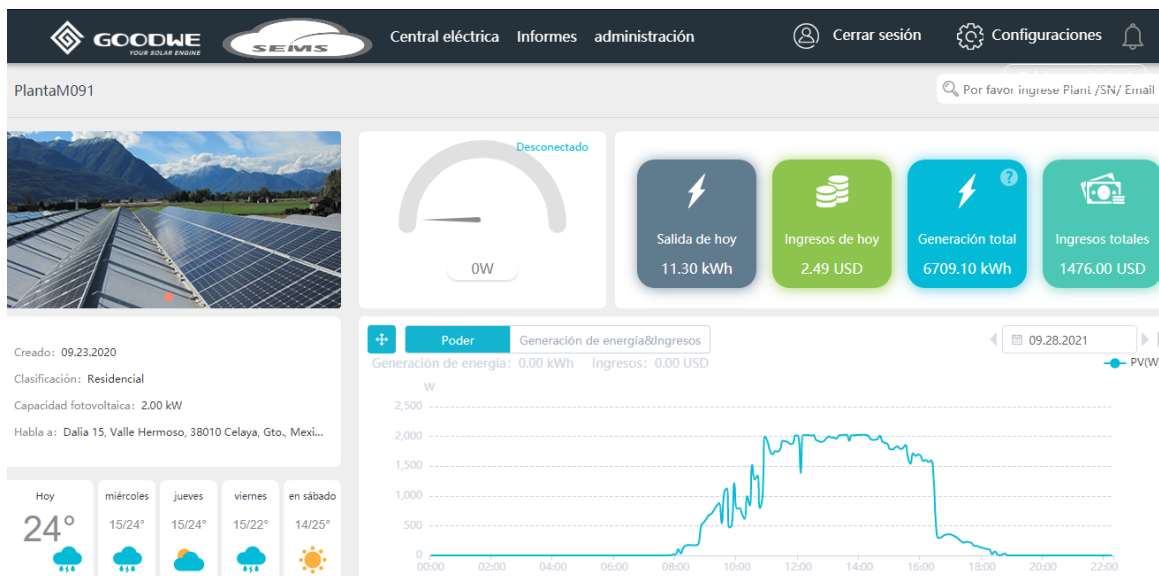 GOODWE
YOUR SOLAR ENGINE
SEMS
Central eléctrica Informes administración
Cerrar sesión
Configuraciones
PlantaM091
Por favor ingrese Plant /SN/ Email
Desconectado
0W
Salida de hoy
11.30 kWh
Ingresos de hoy
2.49 USD
?
Generación total
6709.10 kWh
Ingresos totales
1476.00 USD
Creado: 09.23.2020
Clasificación: Residencial
Capacidad fotovoltaica: 2.00 kW
Habla a: Dalia 15, Valle Hermoso, 38010 Celaya, Gto., Mexi...
Poder
Generación de energía&Ingresos
09.28.2021
Generación de energía: 0.00 kWh Ingresos: 0.00 USD
PV(W
W
2,500
2,000
1,500
1,000
500
0
00:00 02:00 04:00 06:00 08:00 10:00 12:00 14:00 16:00 18:00 20:00 22:00
Hoy
24°
miércoles
15/24°
jueves
15/24°
viernes
15/22°
en sábado
14/25°